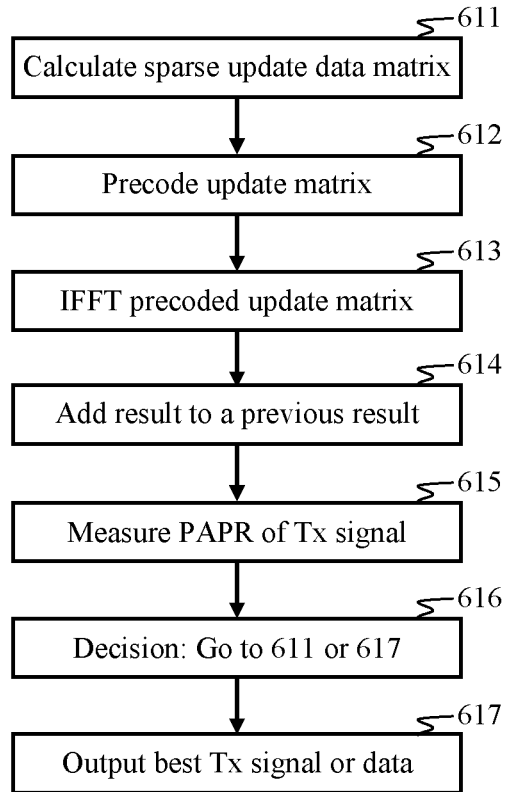 611
Calculate sparse update data matrix
612
Precode update matrix
613
IFFT precoded update matrix
614
Add result to a previous result
615
Measure PAPR of Tx signal
616
Decision: Go to 611 or 617
617
Output best Tx signal or data